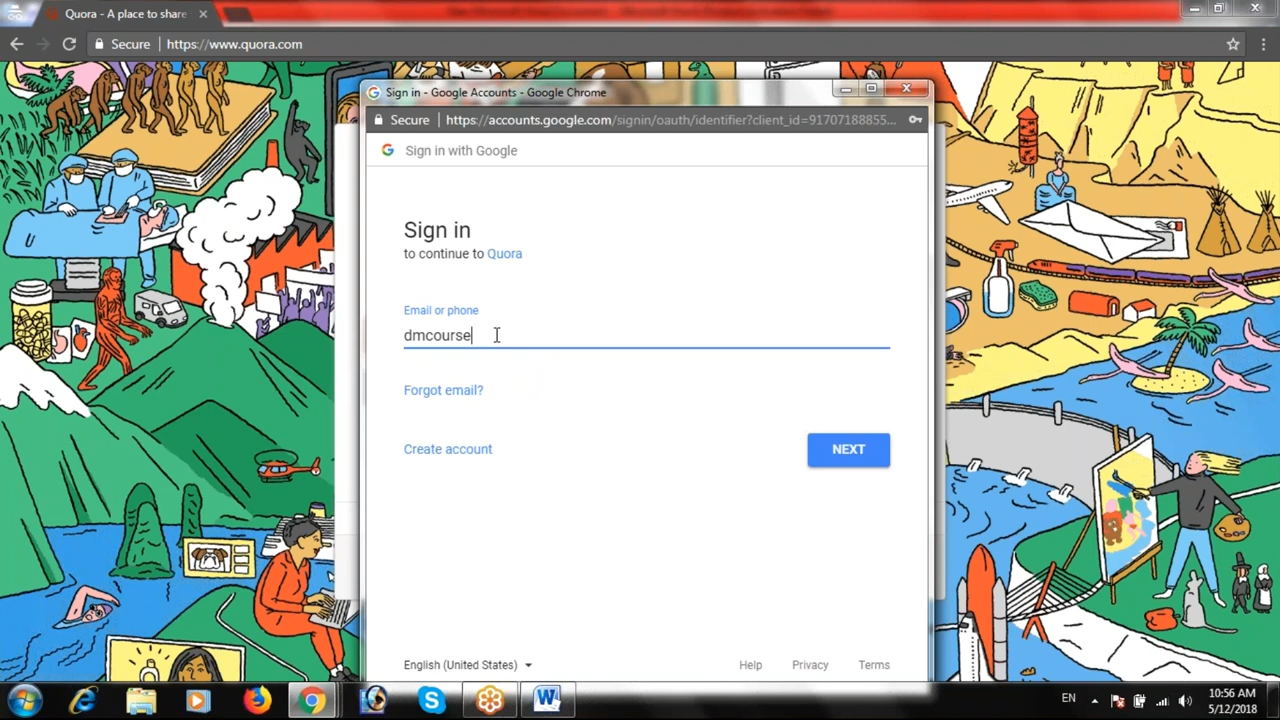 Quora - A place to share
Secure
https://www.quora.com
Sign in - Google Accounts - Google Chrome
Secure
https://accounts.google.com/signin/oauth/identifier?client_id=91707188855...
Sign in with Google
Sign in
to continue to Quora
Email or phone
dmcourse
Forgot email?
Create account
NEXT
English (United States)
Help
Privacy
Terms
EN
10:56 AM
5/12/2018